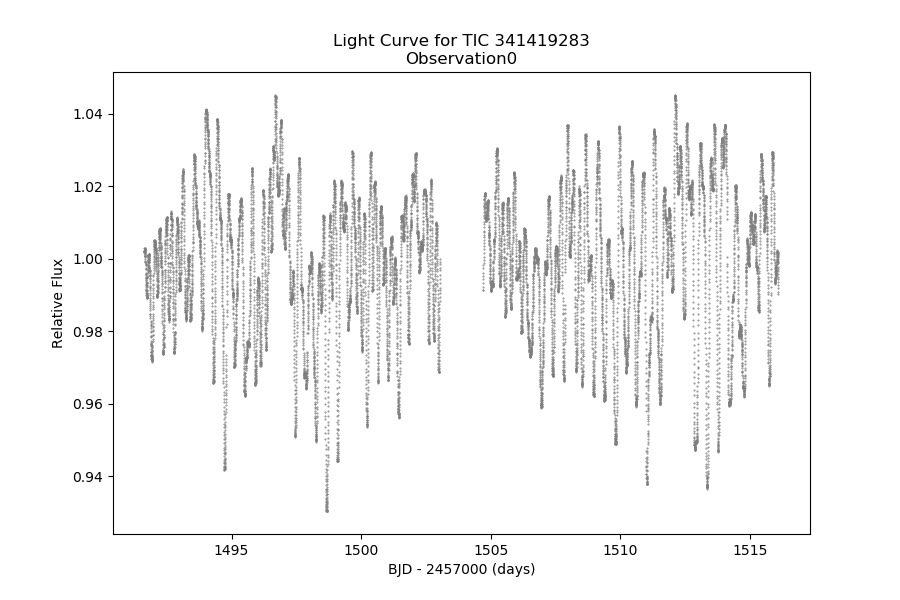 Light Curve for TIC 341419283
Observation0
Relative Flux
1.04
1.02
1.00
0.98
0.96
0.94
1495 1500 1505 1510 1515
BJD - 2457000 (days)